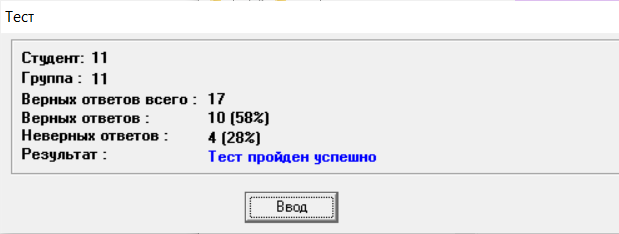 Тест
Студент: 11
Группа : 11
Верных ответов всего : 17
Верных ответов : 10 (58%)
Неверных ответов : 4 (28%)
Результат : Тест пройден успешно
Ввод